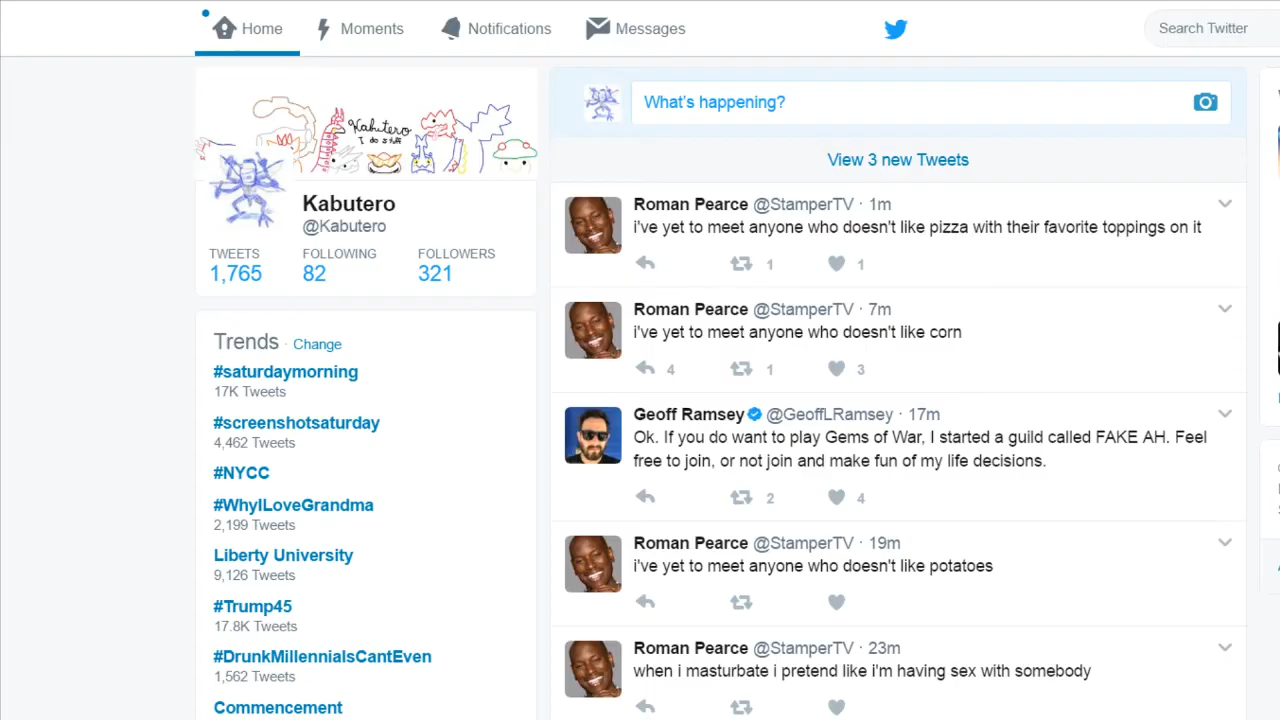 Home
Moments
Notifications
Messages
Search Twitter
Kabutero
I do stuff
Kabutero
@Kabutero
TWEETS FOLLOWING FOLLOWERS
1,765 82 321
Trends · Change
#saturdaymorning
17K Tweets
#screenshotsaturday
4,462 Tweets
#NYCC
#WhyILoveGrandma
2,199 Tweets
Liberty University
9,126 Tweets
#Trump45
17.8K Tweets
#DrunkMillennialsCantEven
1,562 Tweets
Commencement
What's happening?
View 3 new Tweets
Roman Pearce @StamperTV · 1m
i've yet to meet anyone who doesn't like pizza with their favorite toppings on it
1 1
Roman Pearce @StamperTV · 7m
i've yet to meet anyone who doesn't like corn
4 1 3
Geoff Ramsey @GeoffLRamsey · 17m
Ok. If you do want to play Gems of War, I started a guild called FAKE AH. Feel
free to join, or not join and make fun of my life decisions.
2 4
Roman Pearce @StamperTV · 19m
i've yet to meet anyone who doesn't like potatoes
Roman Pearce @StamperTV · 23m
when i masturbate i pretend like i'm having sex with somebody